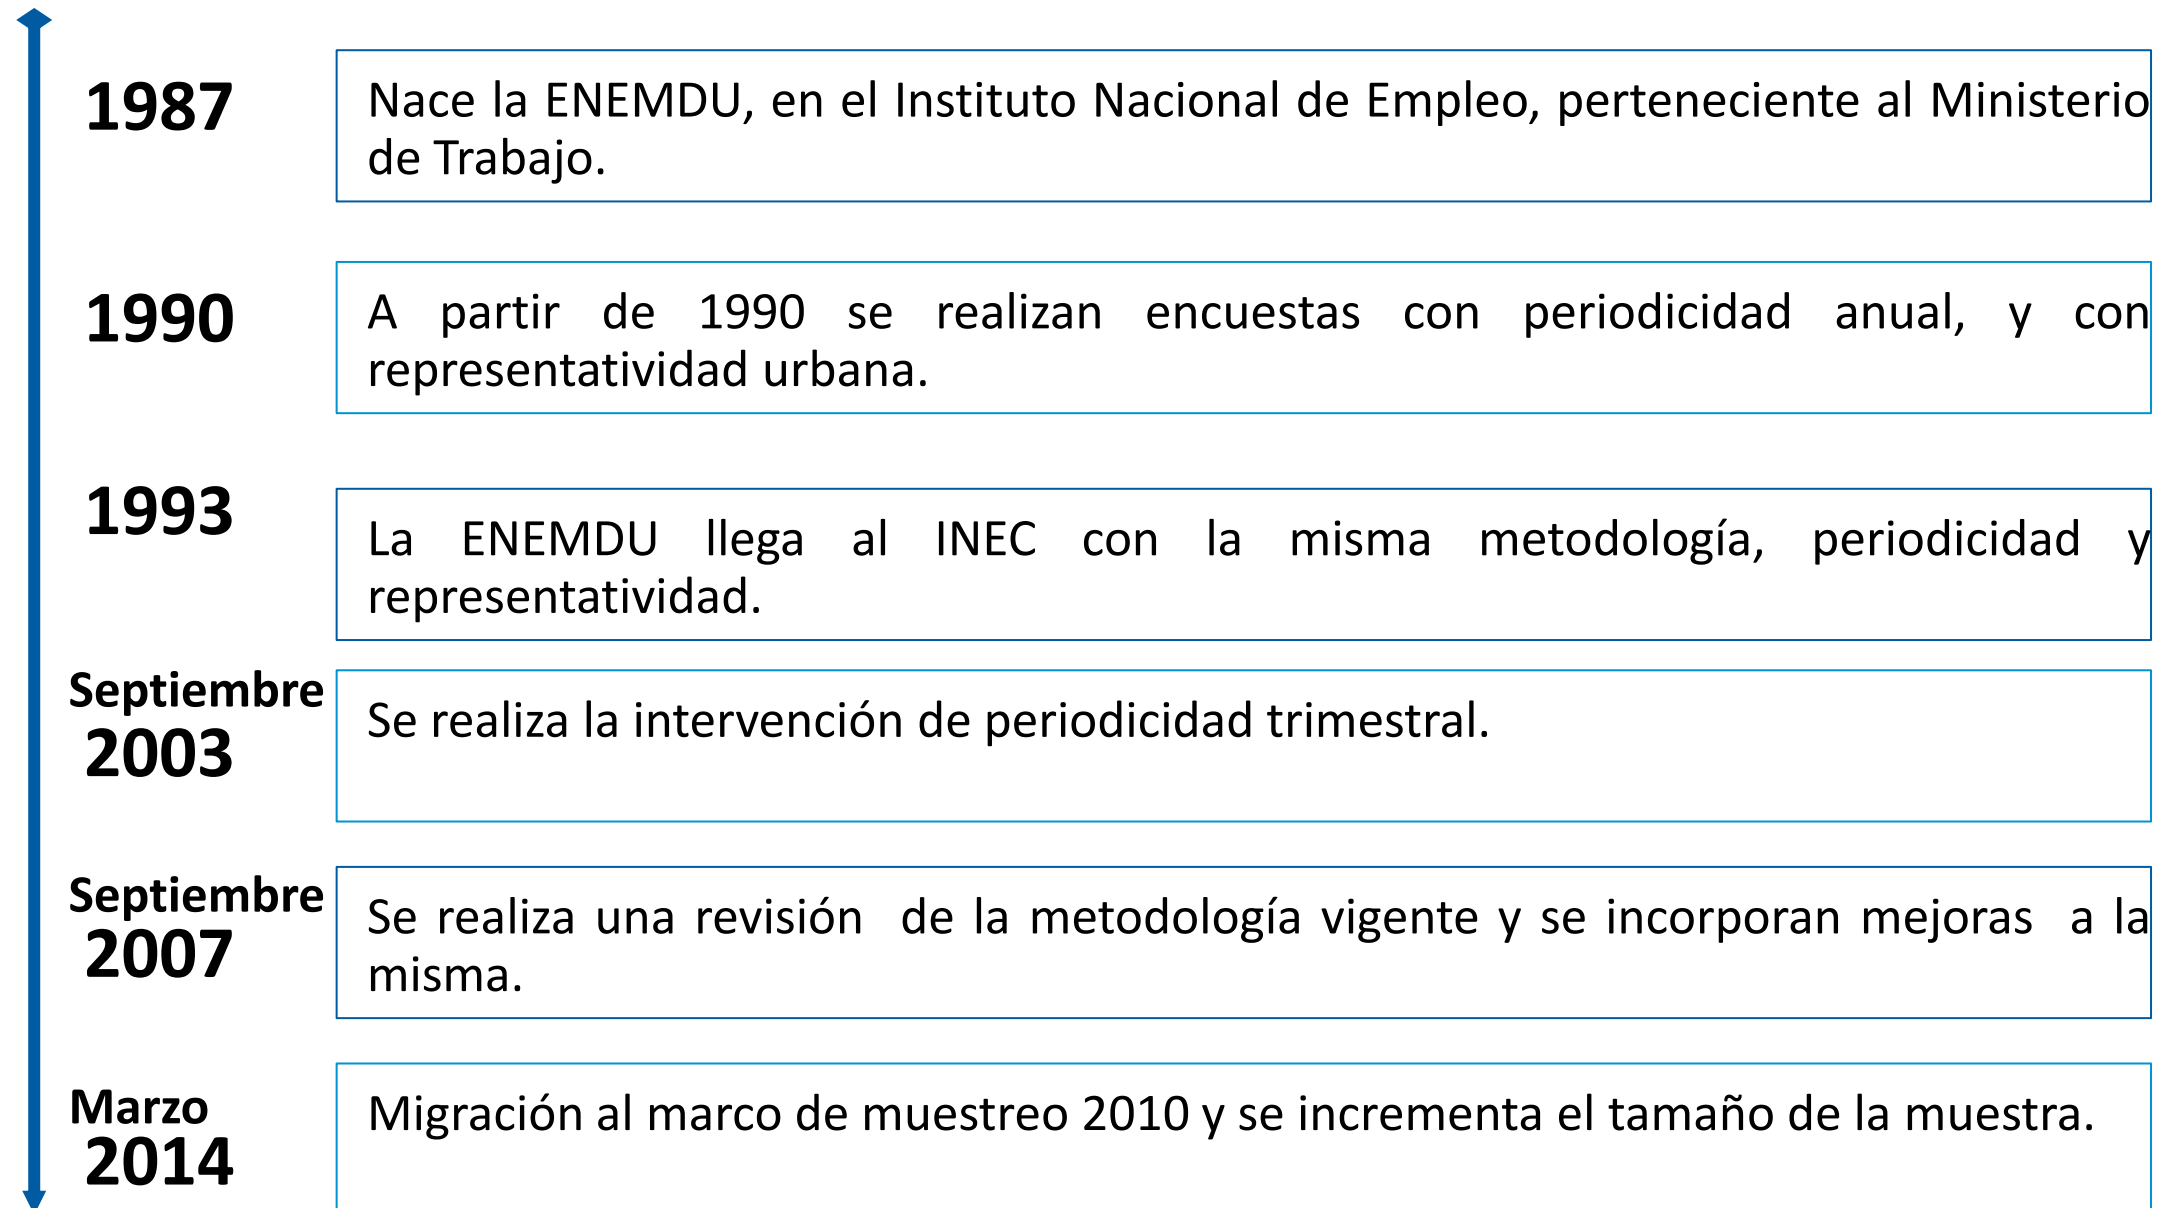 1987
Nace la ENEMDU, en el Instituto Nacional de Empleo, perteneciente al Ministerio
de Trabajo.
1990
A partir de 1990 se realizan encuestas con periodicidad anual, y con
representatividad urbana.
1993
La ENEMDU llega al INEC con la misma metodología, periodicidad y
representatividad.
Septiembre
2003
Se realiza la intervención de periodicidad trimestral.
Septiembre
2007
Se realiza una revisión  de la metodología vigente y se incorporan mejoras  a la
misma.
Marzo
2014
Migración al marco de muestreo 2010 y se incrementa el tamaño de la muestra.